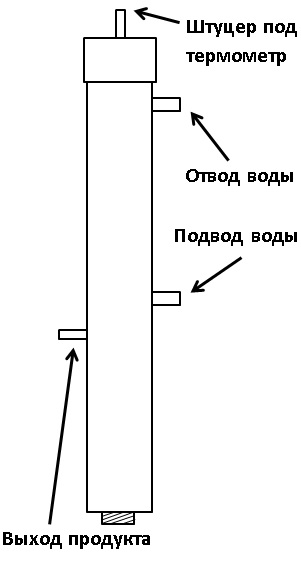 Штуцер под
термометр
Отвод воды
Подвод воды
Выход продукта